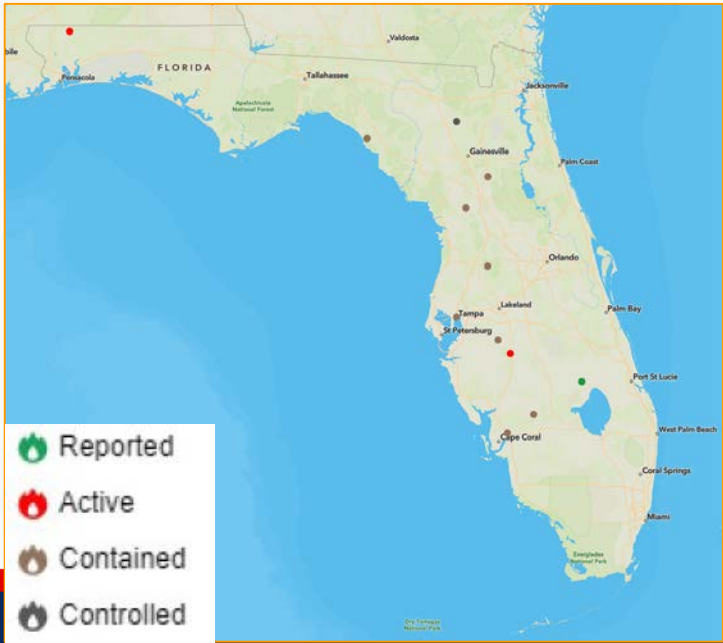 Valdosta
bile
FLORIDA
Tallahassee
Pensacola
Apalachicola
National Forest
Jacksonville
Gainesville
Palm Coast
Orlando
Lakeland
Palm Bay
Tampa
St Petersburg
Port St Lucie
West Palm Beach
Cape Coral
Coral Springs
Miami
Everglades
National Park
Dry Tortugas
National Park
Reported
Active
Contained
Controlled